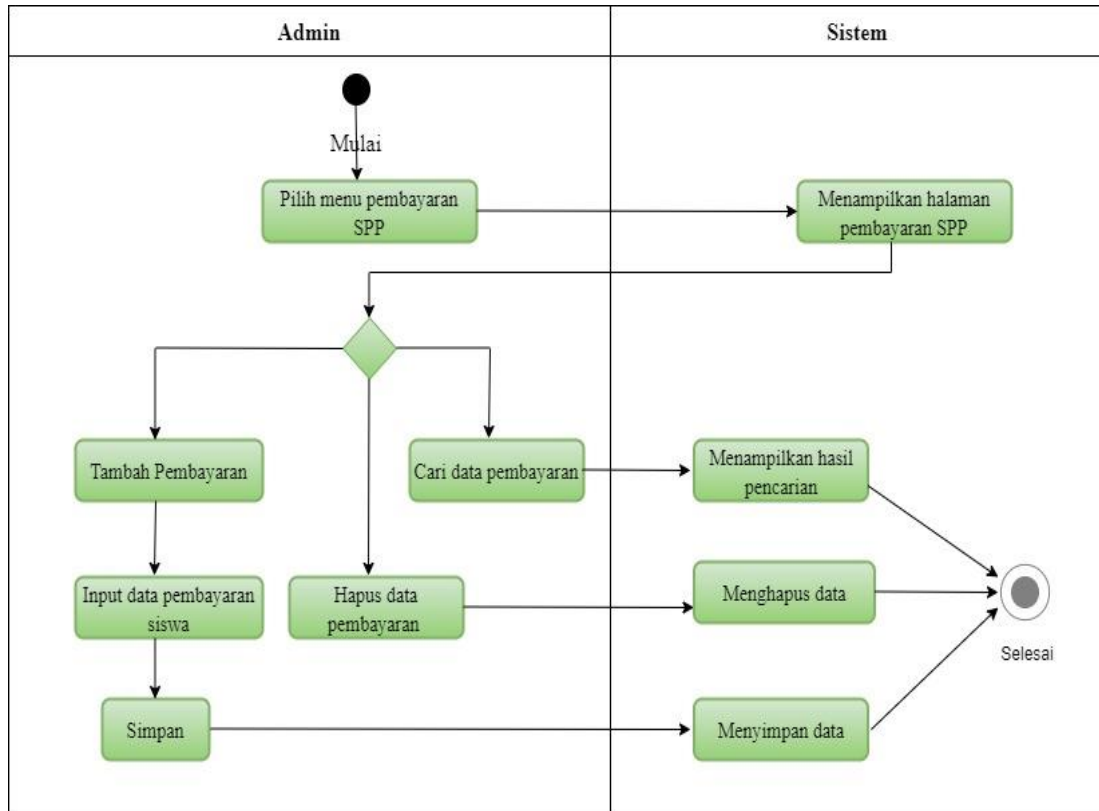 Admin
Sistem
Mulai
Pilih menu pembayaran
SPP
Menampilkan halaman
pembayaran SPP
Tambah Pembayaran
Cari data pembayaran
Menampilkan hasil
pencarian
Input data pembayaran
siswa
Hapus data
pembayaran
Menghapus data
Selesai
Simpan
Menyimpan data